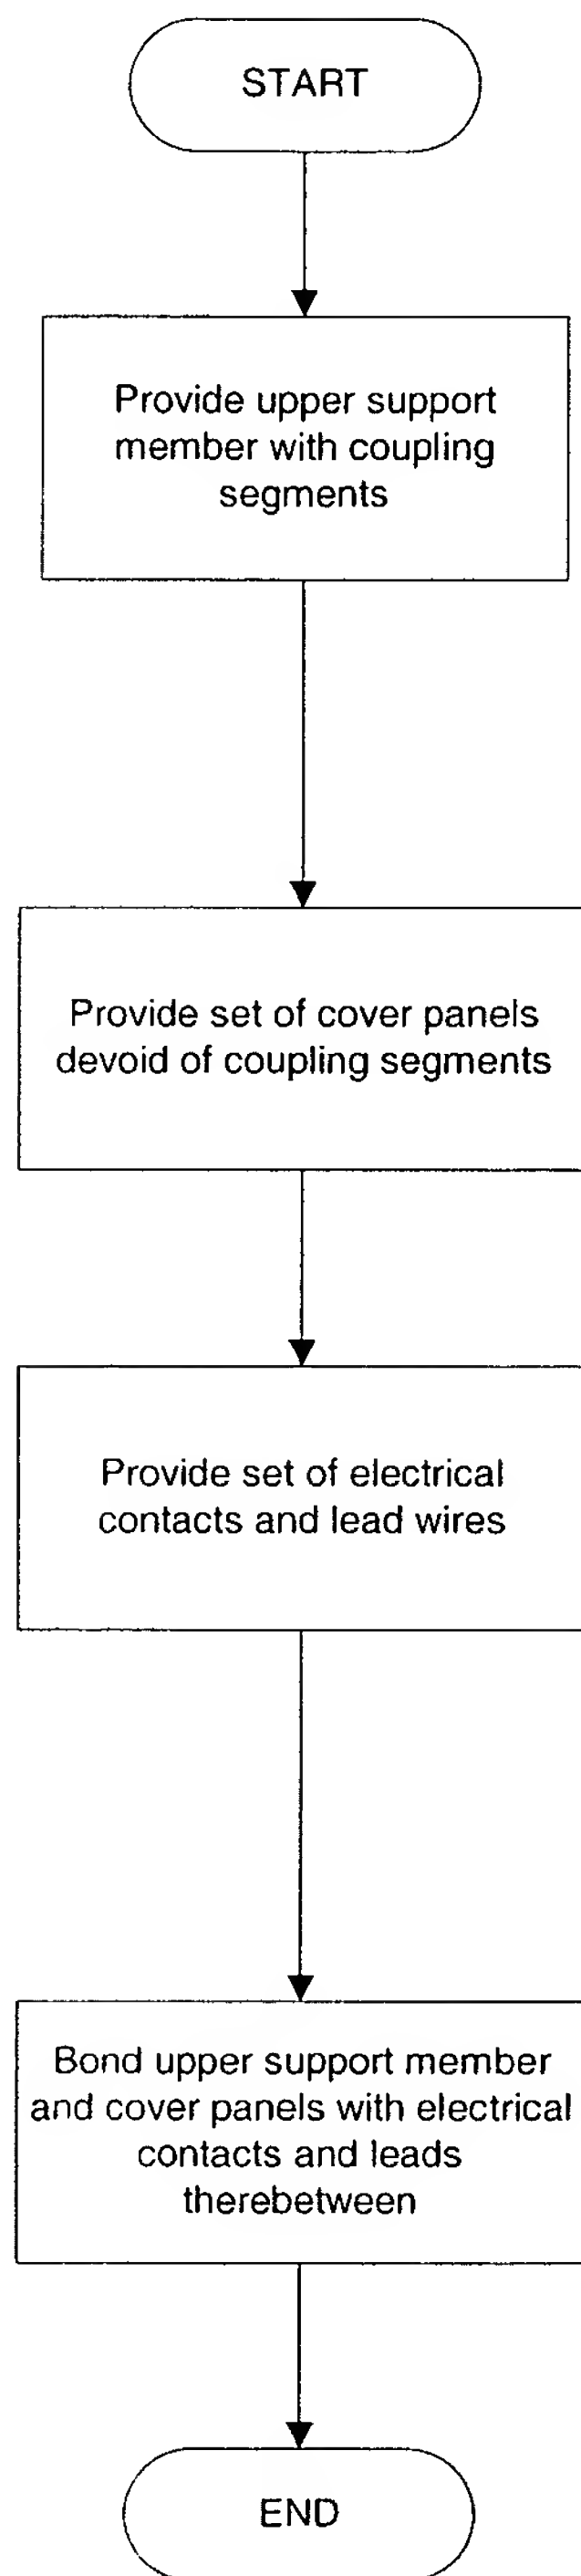 START
Provide upper support
member with coupling
segments
Provide set of cover panels
devoid of coupling segments
Provide set of electrical
contacts and lead wires
Bond upper support member
and cover panels with electrical
contacts and leads
therebetween
END